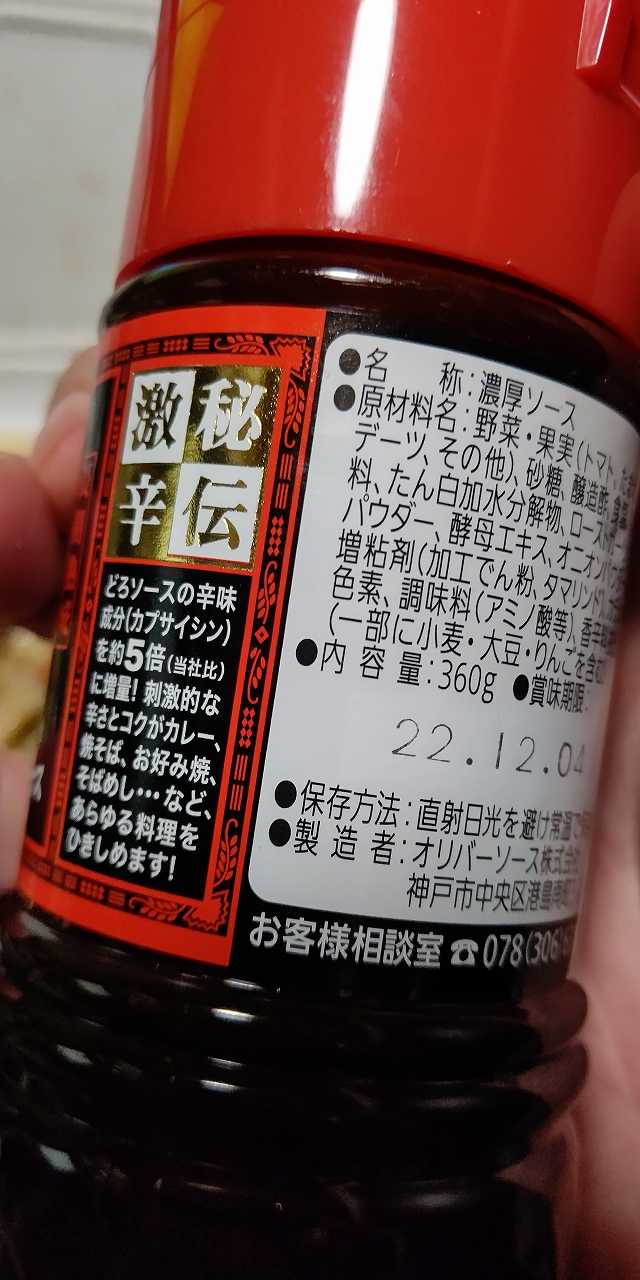 秘伝
激辛
どろソースの辛味
成分(カプサイシン)
を約5倍(当社比)
に増量!刺激的な
辛さとコクがカレー、
焼そば、お好み焼、
そばめし…など、
あらゆる料理を
ひきしめます!
●名 称:濃厚ソース
●原材料名:野菜・果実(トマト、
デーツ、その他)、砂糖、醸造酢、
料、たん白加水分解物、ロースト
パウダー、酵母エキス、オニオン
増粘剤(加工でん粉、タマリンド)、
色素、調味料(アミノ酸等)、香辛
(一部に小麦・大豆・りんごを含む)
●内容量:360g ●賞味期限:
22.12.04
●保存方法:直射日光を避け常温で
●製造者:オリバーソース株式会社
神戸市中央区港島南町
お客様相談室☎078(306)6